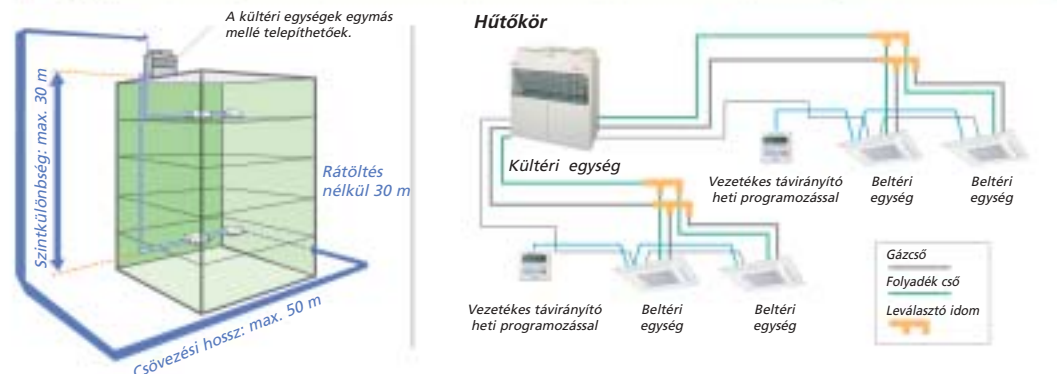 A kültéri egységek egymás
mellé telepíthetőek.
Szintkülönbség: max. 30 m
Rátöltés
nélkül 30 m
Csövezési hossz: max. 50 m
Hűtőkör
Kültéri egység
Vezetékes távirányító
heti programozással
Beltéri
egység
Beltéri
egység
Vezetékes távirányító
heti programozással
Beltéri
egység
Beltéri
egység
Gázcső
Folyadék cső
Leválasztó idom